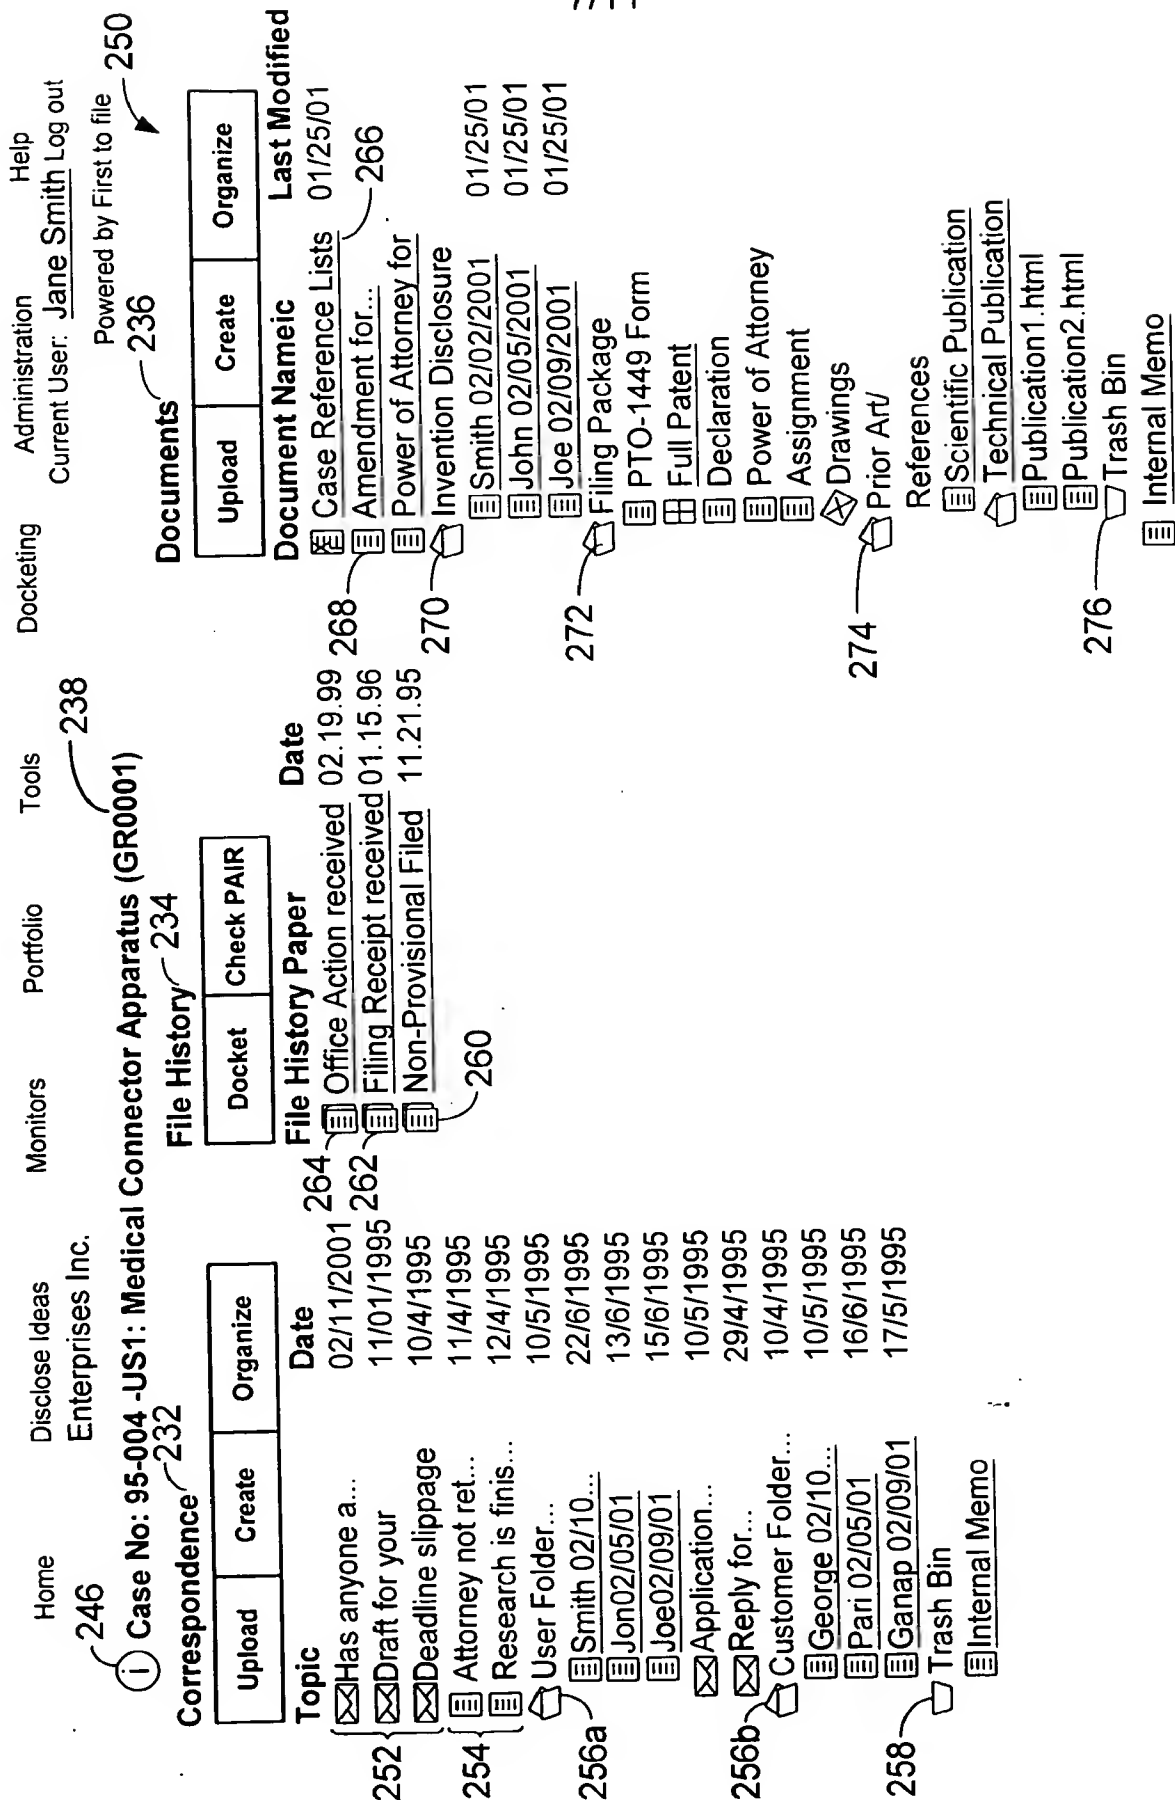 7/11
Home Disclose Ideas Monitors Portfolio Tools Docketing Administration Help
Enterprises Inc. Current User: Jane Smith Log out
246 238 Powered by First to file 250
i Case No: 95-004 -US1: Medical Connector Apparatus (GR0001)
Correspondence 232
Upload Create Organize
Topic Date
Has anyone a... 02/11/2001
Draft for your 11/01/1995
Deadline slippage 10/4/1995
252
Attorney not ret... 11/4/1995
Research is finis... 12/4/1995
254
User Folder... 10/5/1995
256a
Smith 02/10... 22/6/1995
Jon02/05/01 13/6/1995
Joe02/09/01 15/6/1995
Application... 10/5/1995
Reply for... 29/4/1995
Customer Folder... 10/4/1995
256b
George 02/10... 10/5/1995
Pari 02/05/01 16/6/1995
Ganap 02/09/01 17/5/1995
Trash Bin
258
Internal Memo
File History 234
Docket Check PAIR
File History Paper Date
264 Office Action received 02.19.99
262 Filing Receipt received 01.15.96
Non-Provisional Filed 11.21.95
260
Documents 236
Upload Create Organize
Document Nameic Last Modified
Case Reference Lists 01/25/01
266
268 Amendment for...
Power of Attorney for
270 Invention Disclosure
Smith 02/02/2001 01/25/01
John 02/05/2001 01/25/01
Joe 02/09/2001 01/25/01
272 Filing Package
PTO-1449 Form
Full Patent
Declaration
Power of Attorney
Assignment
Drawings
274 Prior Art/
References
Scientific Publication
Technical Publication
Publication1.html
Publication2.html
276 Trash Bin
Internal Memo